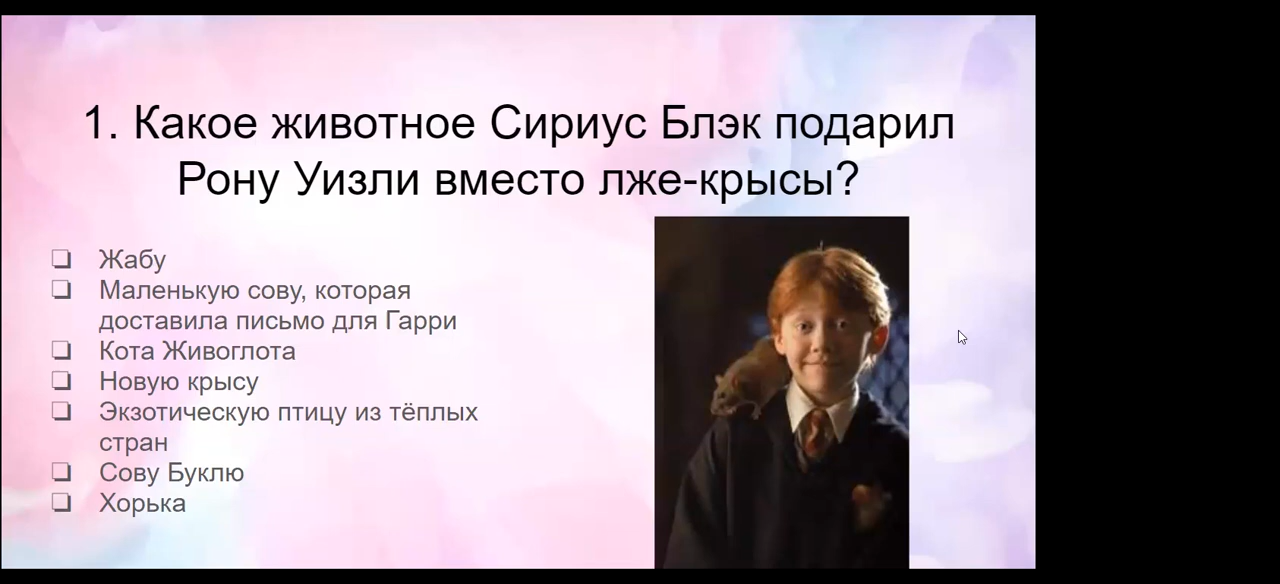 1. Какое животное Сириус Блэк подарил
Рону Уизли вместо лже-крысы?
Жабу
Маленькую сову, которая
доставила письмо для Гарри
Кота Живоглота
Новую крысу
Экзотическую птицу из тёплых
стран
Сову Буклю
Хорька